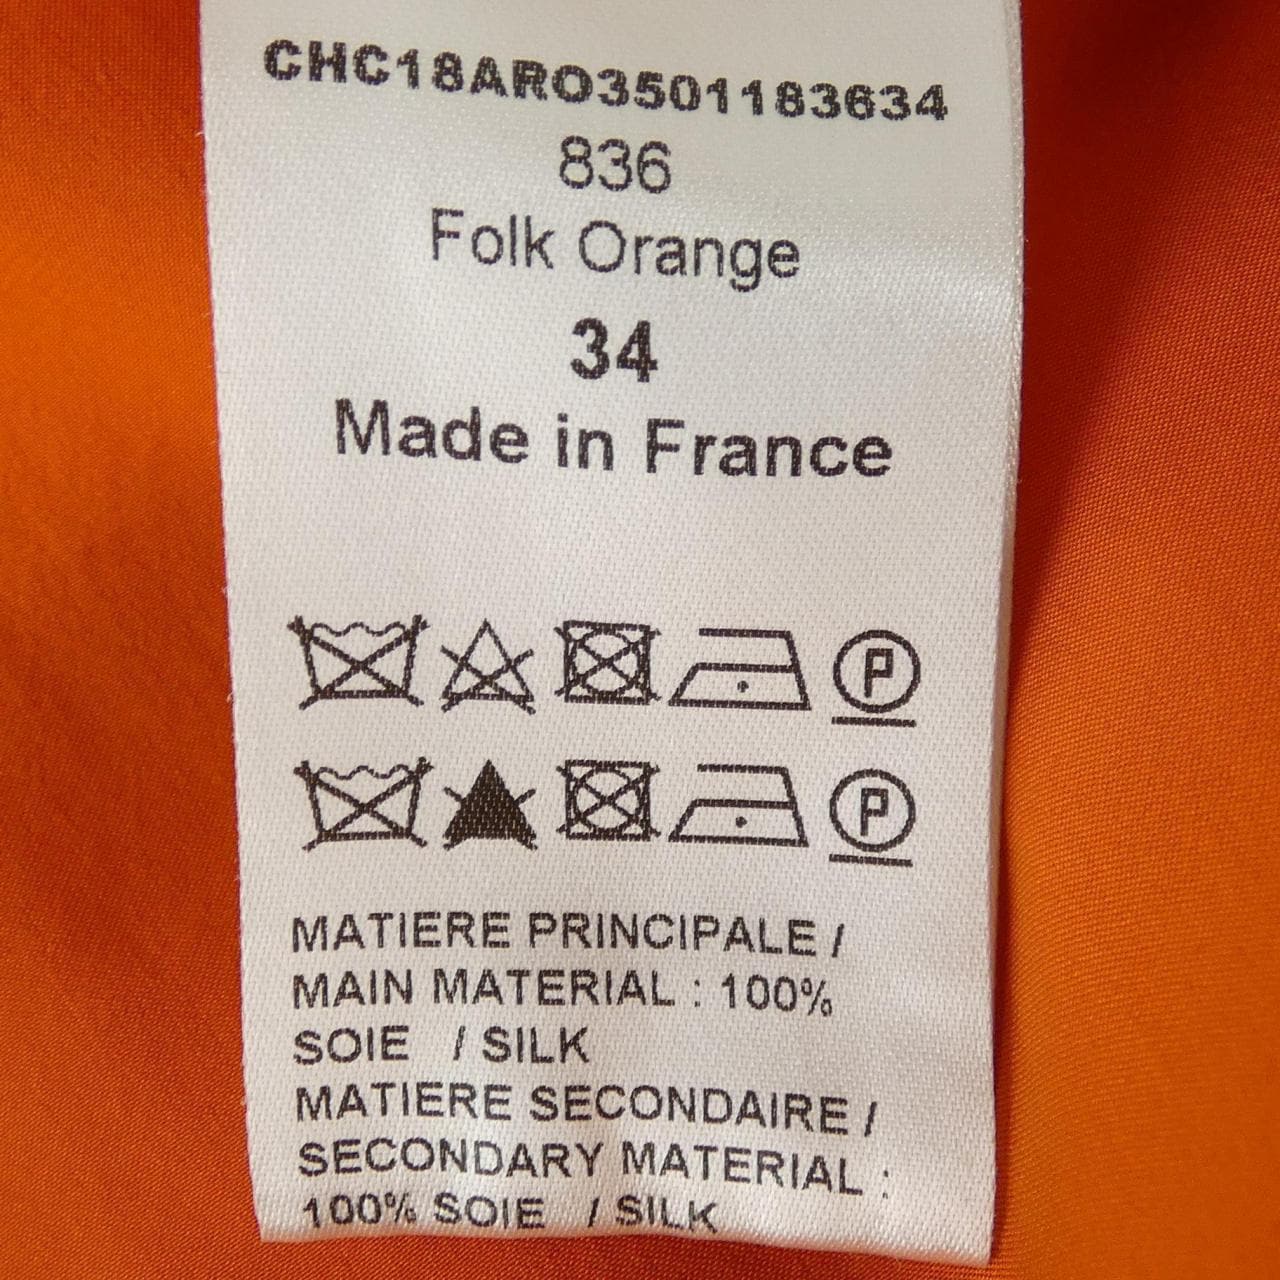 CHC18ARO3501183634
836
Folk Orange
34
Made in France
P
P
MATIERE PRINCIPALE /
MAIN MATERIAL : 100%
SOIE / SILK
MATIERE SECONDAIRE /
SECONDARY MATERIAL :
100% SOIE / SILK